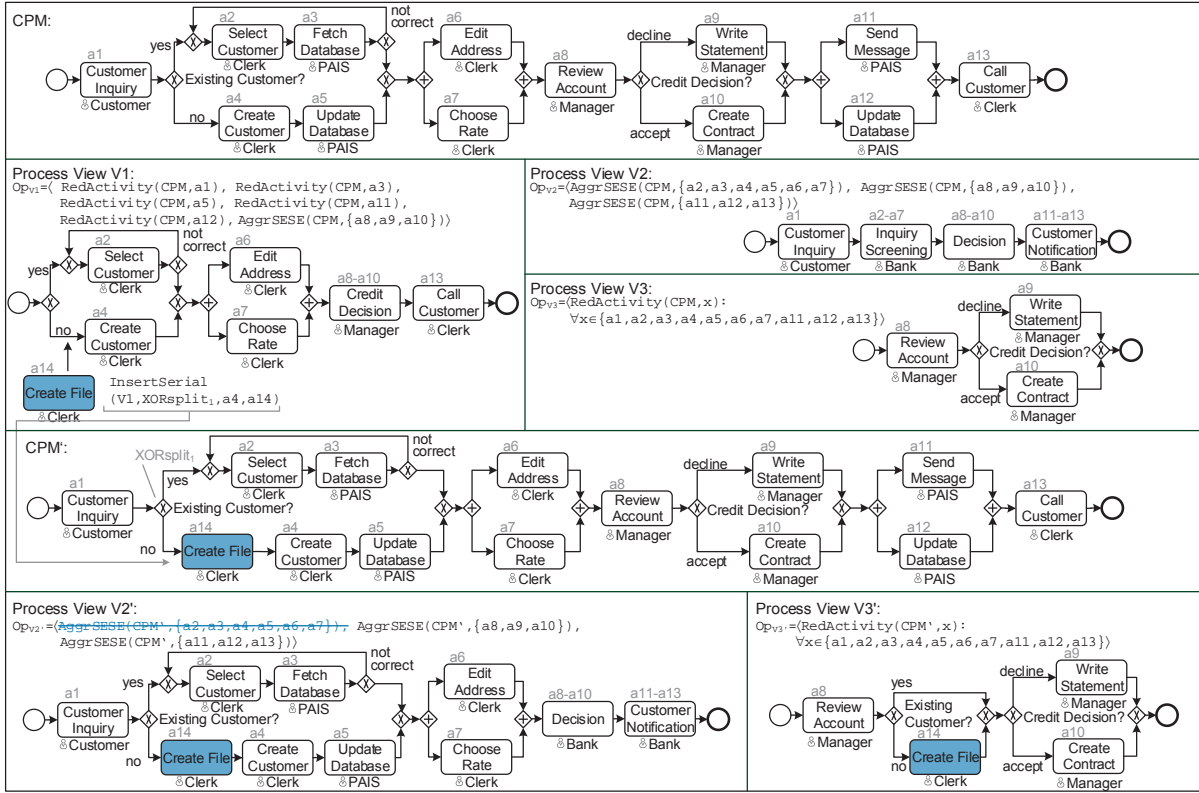 CPM:
a1
Customer
Inquiry
Customer
yes
Existing Customer?
no
a2
Select
Customer
Clerk
a3
Fetch
Database
PAIS
not
correct
a4
Create
Customer
Clerk
a5
Update
Database
PAIS
a6
Edit
Address
Clerk
a7
Choose
Rate
Clerk
a8
Review
Account
Manager
decline
Credit Decision?
accept
a9
Write
Statement
Manager
a10
Create
Contract
Manager
a11
Send
Message
PAIS
a12
Update
Database
PAIS
a13
Call
Customer
Clerk
Process View V1:
OpV1=⟨ RedActivity(CPM,a1), RedActivity(CPM,a3),
RedActivity(CPM,a5), RedActivity(CPM,a11),
RedActivity(CPM,a12), AggrSESE(CPM,{a8,a9,a10})⟩
yes
no
a2
Select
Customer
Clerk
not
correct
a4
Create
Customer
Clerk
a6
Edit
Address
Clerk
a7
Choose
Rate
Clerk
a8-a10
Credit
Decision
Manager
a13
Call
Customer
Clerk
a14
Create File
Clerk
InsertSerial
(V1,XORsplit1,a4,a14)
Process View V2:
OpV2=⟨AggrSESE(CPM,{a2,a3,a4,a5,a6,a7}), AggrSESE(CPM,{a8,a9,a10}),
AggrSESE(CPM,{a11,a12,a13})⟩
a1
Customer
Inquiry
Customer
a2-a7
Inquiry
Screening
Bank
a8-a10
Decision
Bank
a11-a13
Customer
Notification
Bank
Process View V3:
OpV3=⟨RedActivity(CPM,x):
∀x∈{a1,a2,a3,a4,a5,a6,a7,a11,a12,a13}⟩
a8
Review
Account
Manager
decline
Credit Decision?
accept
a9
Write
Statement
Manager
a10
Create
Contract
Manager
CPM‘:
XORsplit1
a1
Customer
Inquiry
Customer
yes
Existing Customer?
no
a2
Select
Customer
Clerk
a3
Fetch
Database
PAIS
not
correct
a14
Create File
Clerk
a4
Create
Customer
Clerk
a5
Update
Database
PAIS
a6
Edit
Address
Clerk
a7
Choose
Rate
Clerk
a8
Review
Account
Manager
decline
Credit Decision?
accept
a9
Write
Statement
Manager
a10
Create
Contract
Manager
a11
Send
Message
PAIS
a12
Update
Database
PAIS
a13
Call
Customer
Clerk
Process View V2':
OpV2'=⟨AggrSESE(CPM‘,{a2,a3,a4,a5,a6,a7}), AggrSESE(CPM‘,{a8,a9,a10}),
AggrSESE(CPM‘,{a11,a12,a13})⟩
a1
Customer
Inquiry
Customer
yes
Existing Customer?
no
a2
Select
Customer
Clerk
a3
Fetch
Database
PAIS
not
correct
a14
Create File
Clerk
a4
Create
Customer
Clerk
a5
Update
Database
PAIS
a6
Edit
Address
Clerk
a7
Choose
Rate
Clerk
a8-a10
Decision
Bank
a11-a13
Customer
Notification
Bank
Process View V3':
OpV3'=⟨RedActivity(CPM‘,x):
∀x∈{a1,a2,a3,a4,a5,a6,a7,a11,a12,a13}⟩
a8
Review
Account
Manager
yes
Existing
Customer?
no
a14
Create File
Clerk
decline
Credit Decision?
accept
a9
Write
Statement
Manager
a10
Create
Contract
Manager